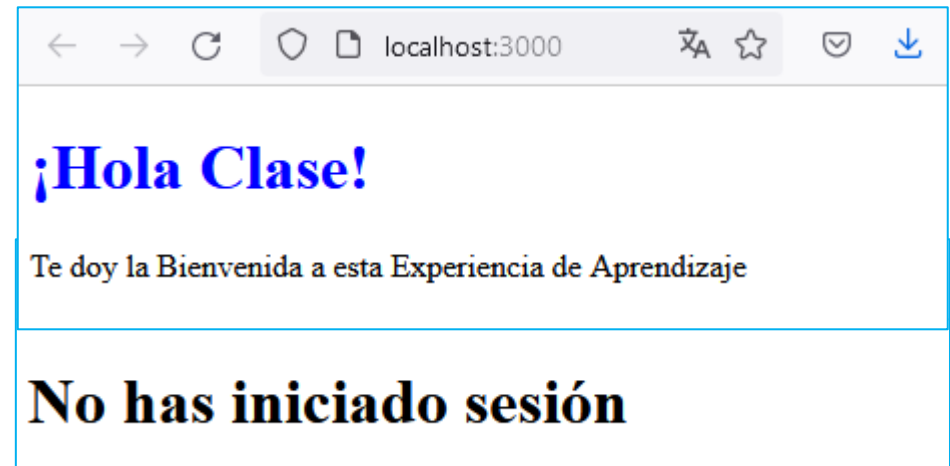 localhost:3000
¡Hola Clase!
Te doy la Bienvenida a esta Experiencia de Aprendizaje
No has iniciado sesión